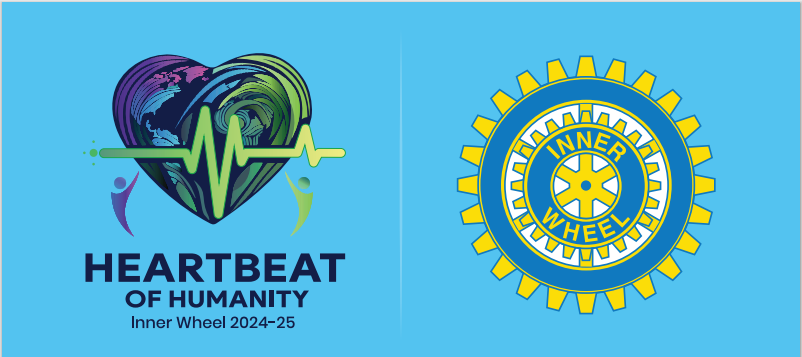 HEARTBEAT
OF HUMANITY
Inner Wheel 2024-25
INNER
WHEEL